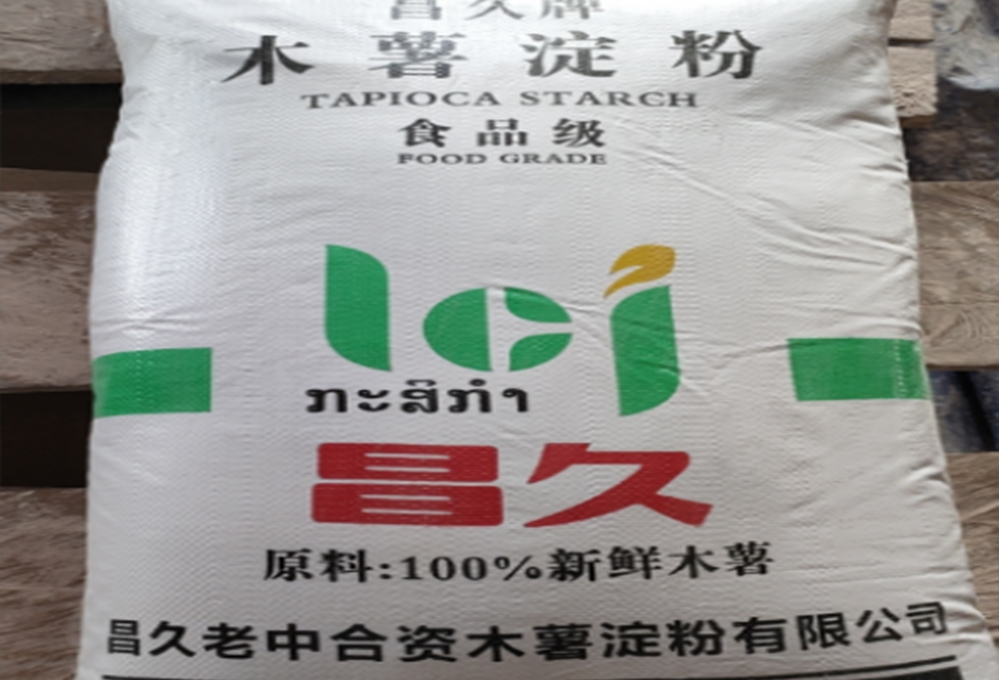 昌久牌
木薯淀粉
TAPIOCA STARCH
食品级
FOOD GRADE
lcj
ກະສິກຳ
昌久
原料:100%新鲜木薯
昌久老中合资木薯淀粉有限公司